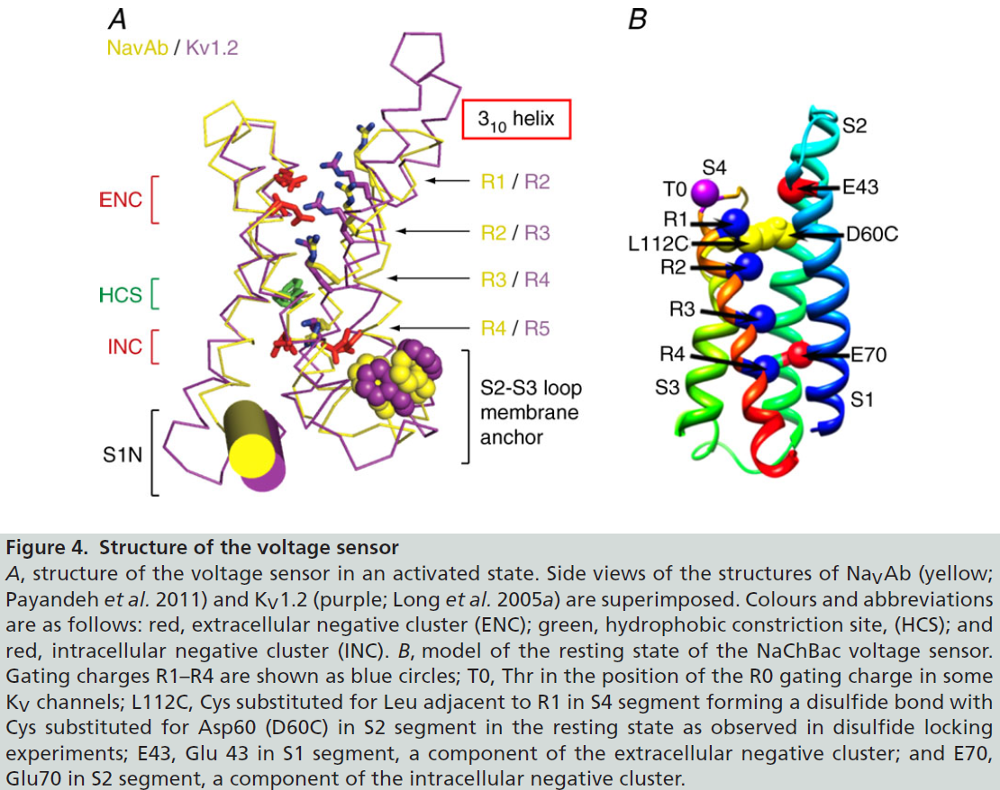 A
NavAb / Kv1.2
3₁₀ helix
ENC
HCS
INC
S1N
R1 / R2
R2 / R3
R3 / R4
R4 / R5
S2-S3 loop
membrane
anchor
B
S2
S4
T0
E43
R1
L112C
D60C
R2
R3
R4
E70
S3
S1
Figure 4. Structure of the voltage sensor
A, structure of the voltage sensor in an activated state. Side views of the structures of NaVAb (yellow;
Payandeh et al. 2011) and KV1.2 (purple; Long et al. 2005a) are superimposed. Colours and abbreviations
are as follows: red, extracellular negative cluster (ENC); green, hydrophobic constriction site, (HCS); and
red, intracellular negative cluster (INC). B, model of the resting state of the NaChBac voltage sensor.
Gating charges R1–R4 are shown as blue circles; T0, Thr in the position of the R0 gating charge in some
KV channels; L112C, Cys substituted for Leu adjacent to R1 in S4 segment forming a disulfide bond with
Cys substituted for Asp60 (D60C) in S2 segment in the resting state as observed in disulfide locking
experiments; E43, Glu 43 in S1 segment, a component of the extracellular negative cluster; and E70,
Glu70 in S2 segment, a component of the intracellular negative cluster.